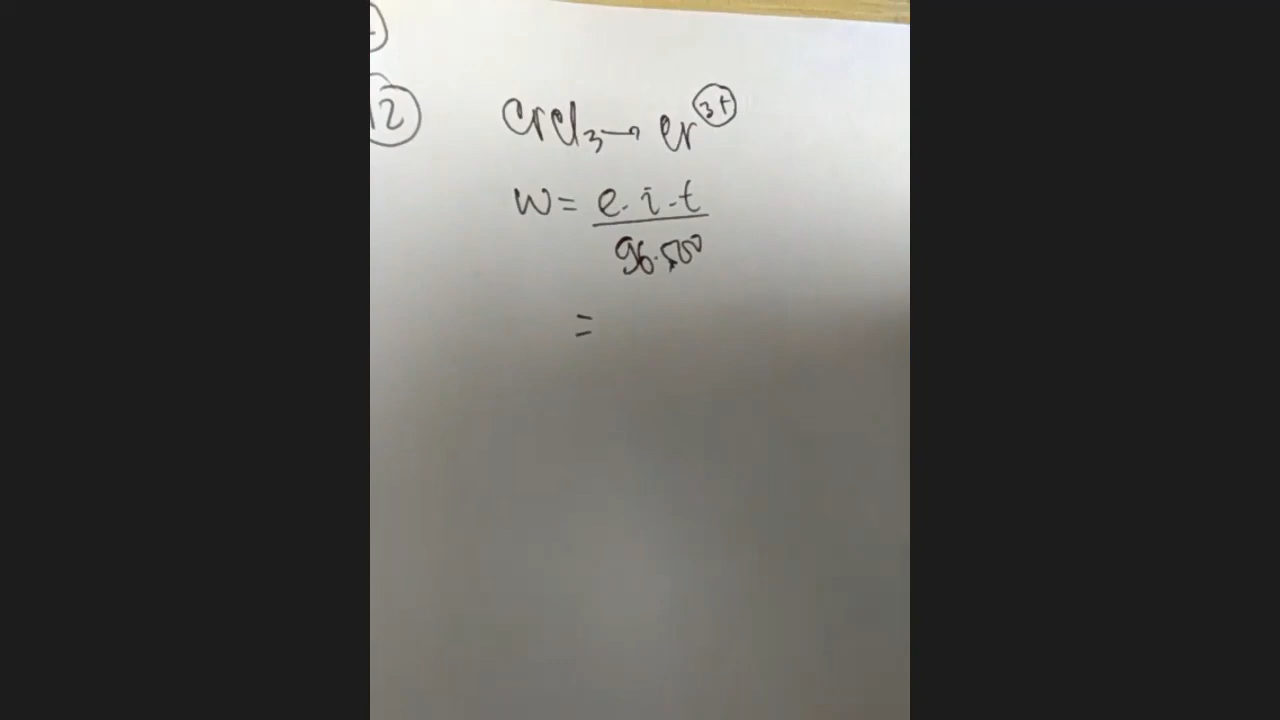 12
CrCl₃ → Cr³⁺
W = e . i . t
96.500
=